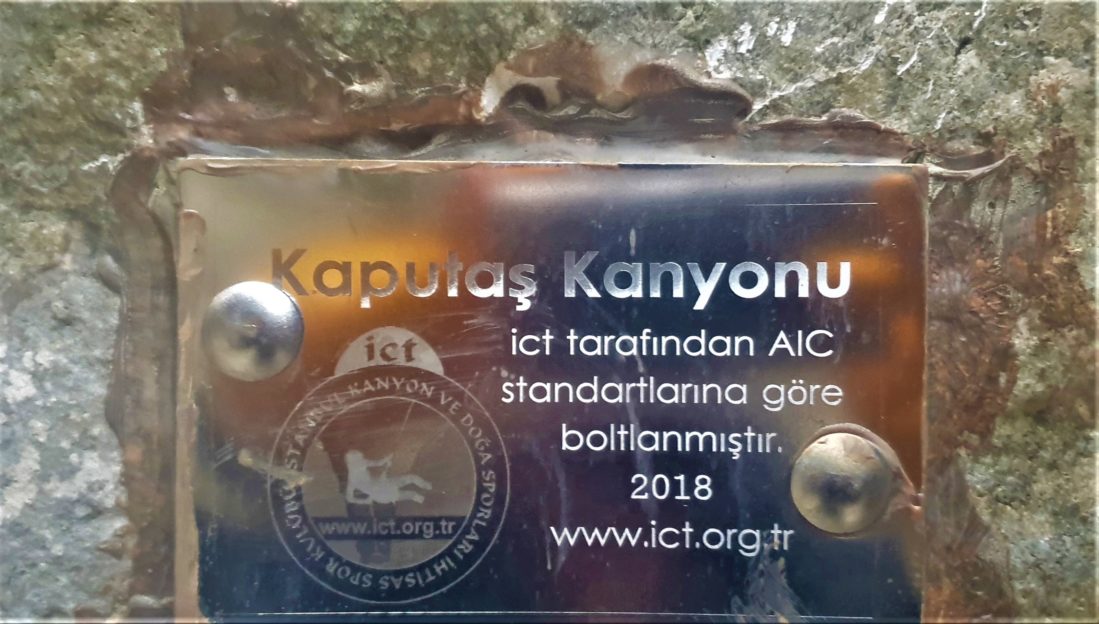 Kaputaş Kanyonu
ict tarafından AIC
standartlarına göre
boltlanmıştır.
2018
www.ict.org.tr
ict
İSTANBUL KANYON VE DOĞA SPORLARI İHTİSAS SPOR KULÜBÜ
www.ict.org.tr